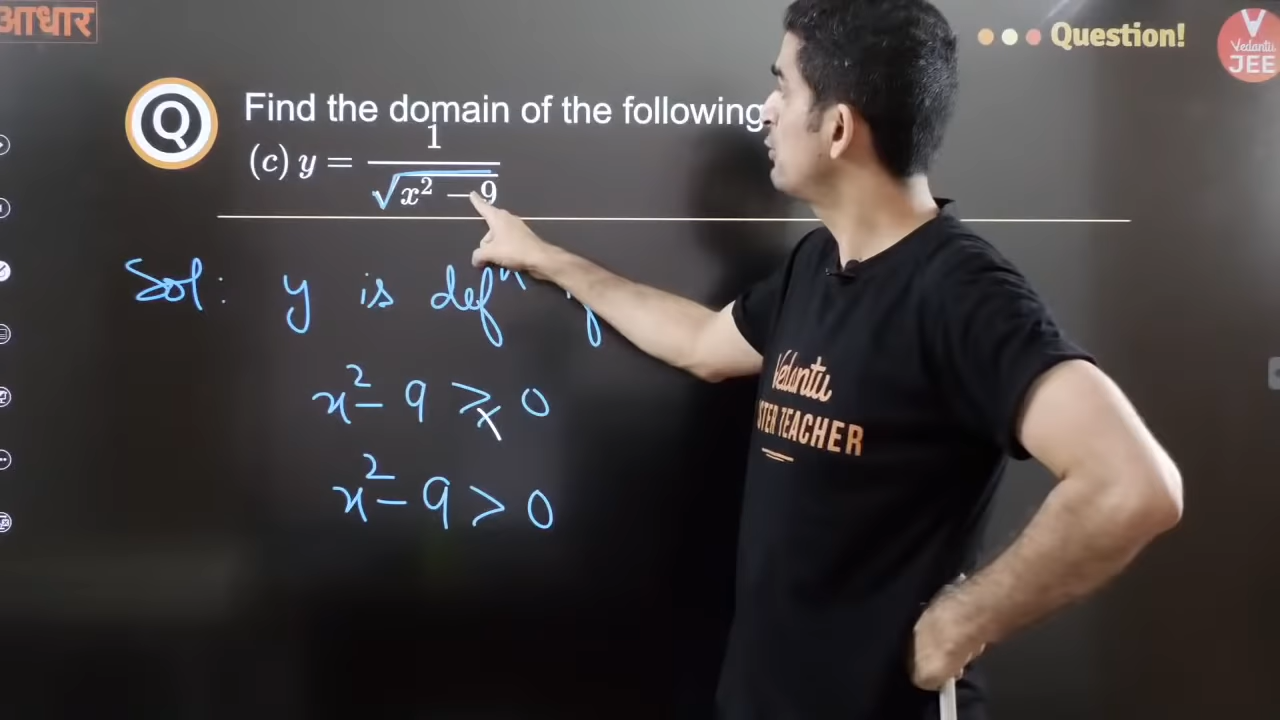 आधार
Question!
Vedantu
JEE
Q
Find the domain of the following
(c) y = 1/√(x² − 9)
Sol: y is defⁿ
x² − 9 ≥ 0
x² − 9 > 0
Vedantu
STER TEACHER